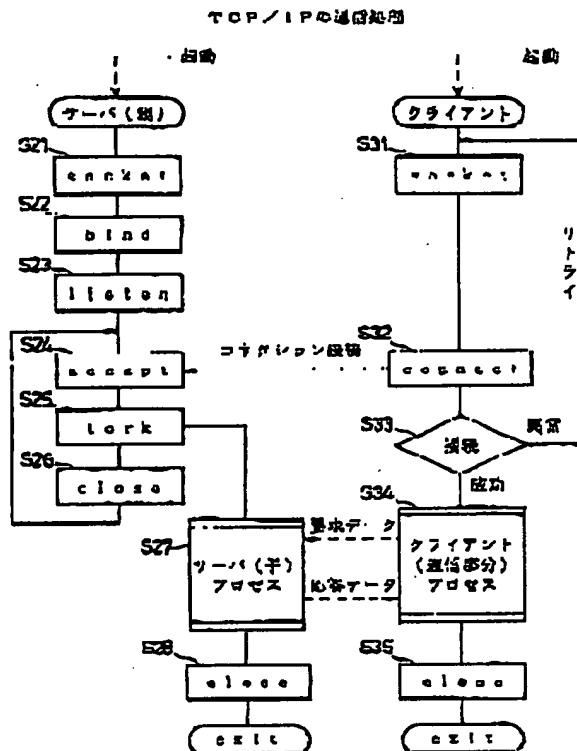 TCP/IPの通信処理
起動
起動
サーバ(親)
クライアント
S21
socket
S31
socket
S22
bind
S23
listen
リトライ
S24
accept
コネクション接続
S32
connect
S25
fork
S33
接続
異常
成功
S26
close
S27
サーバ(子)
プロセス
要求データ
応答データ
S34
クライアント
(通信部分)
プロセス
S28
close
S35
close
exit
exit